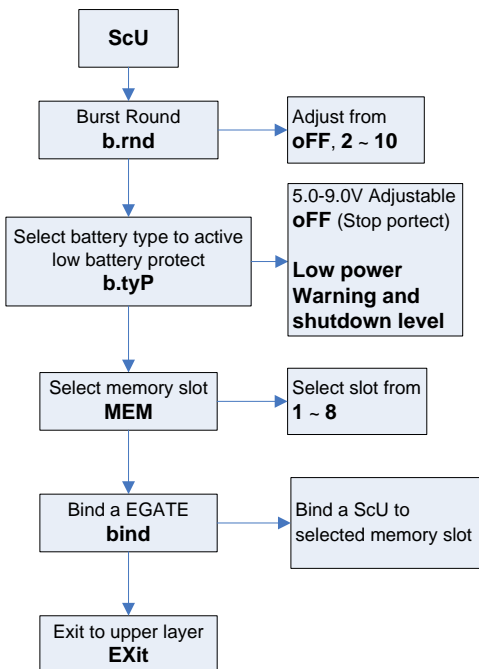 ScU
Burst Round
b.rnd
Adjust from
oFF, 2 ~ 10
Select battery type to active
low battery protect
b.tyP
5.0-9.0V Adjustable
oFF (Stop portect)
Low power
Warning and
shutdown level
Select memory slot
MEM
Select slot from
1 ~ 8
Bind a EGATE
bind
Bind a ScU to
selected memory slot
Exit to upper layer
EXit